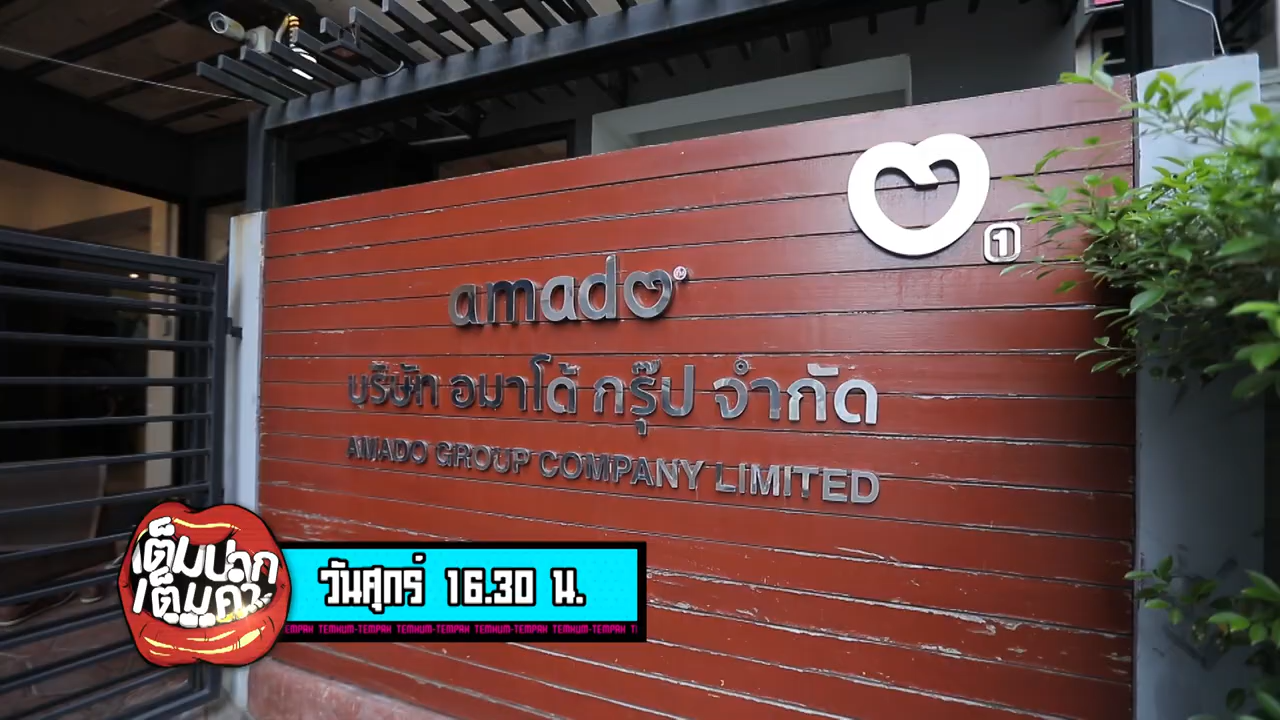 1
amado
บริษัท อมาโด้ กรุ๊ป จำกัด
AMADO GROUP COMPANY LIMITED
เต็มปาก
เต็มคำ
วันศุกร์ 16.30 น.
TEMPAK TEMKUM-TEMPAK TEMKUM-TEMPAK TEMKUM-TEMPAK